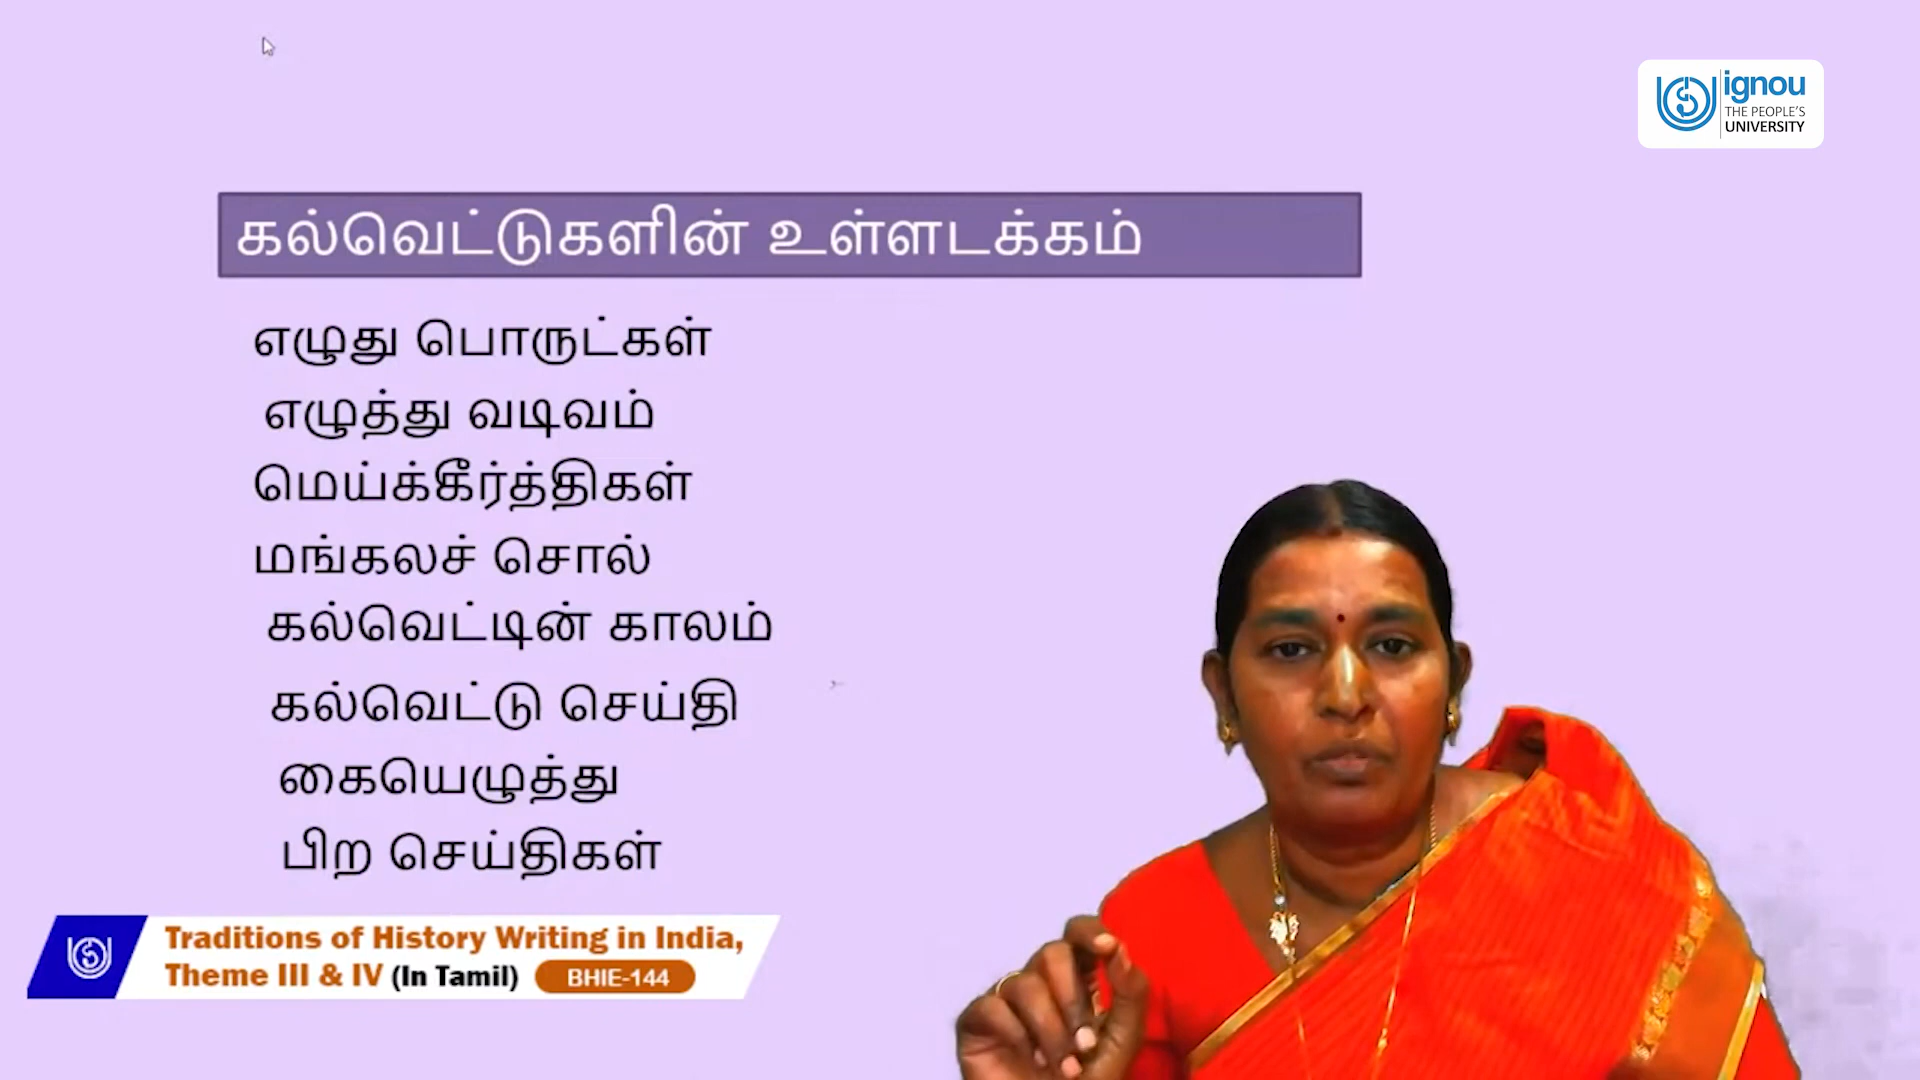 ignou
THE PEOPLE'S
UNIVERSITY
கல்வெட்டுகளின் உள்ளடக்கம்
எழுது பொருட்கள்
எழுத்து வடிவம்
மெய்க்கீர்த்திகள்
மங்கலச் சொல்
கல்வெட்டின் காலம்
கல்வெட்டு செய்தி
கையெழுத்து
பிற செய்திகள்
Traditions of History Writing in India,
Theme III & IV (In Tamil) BHIE-144